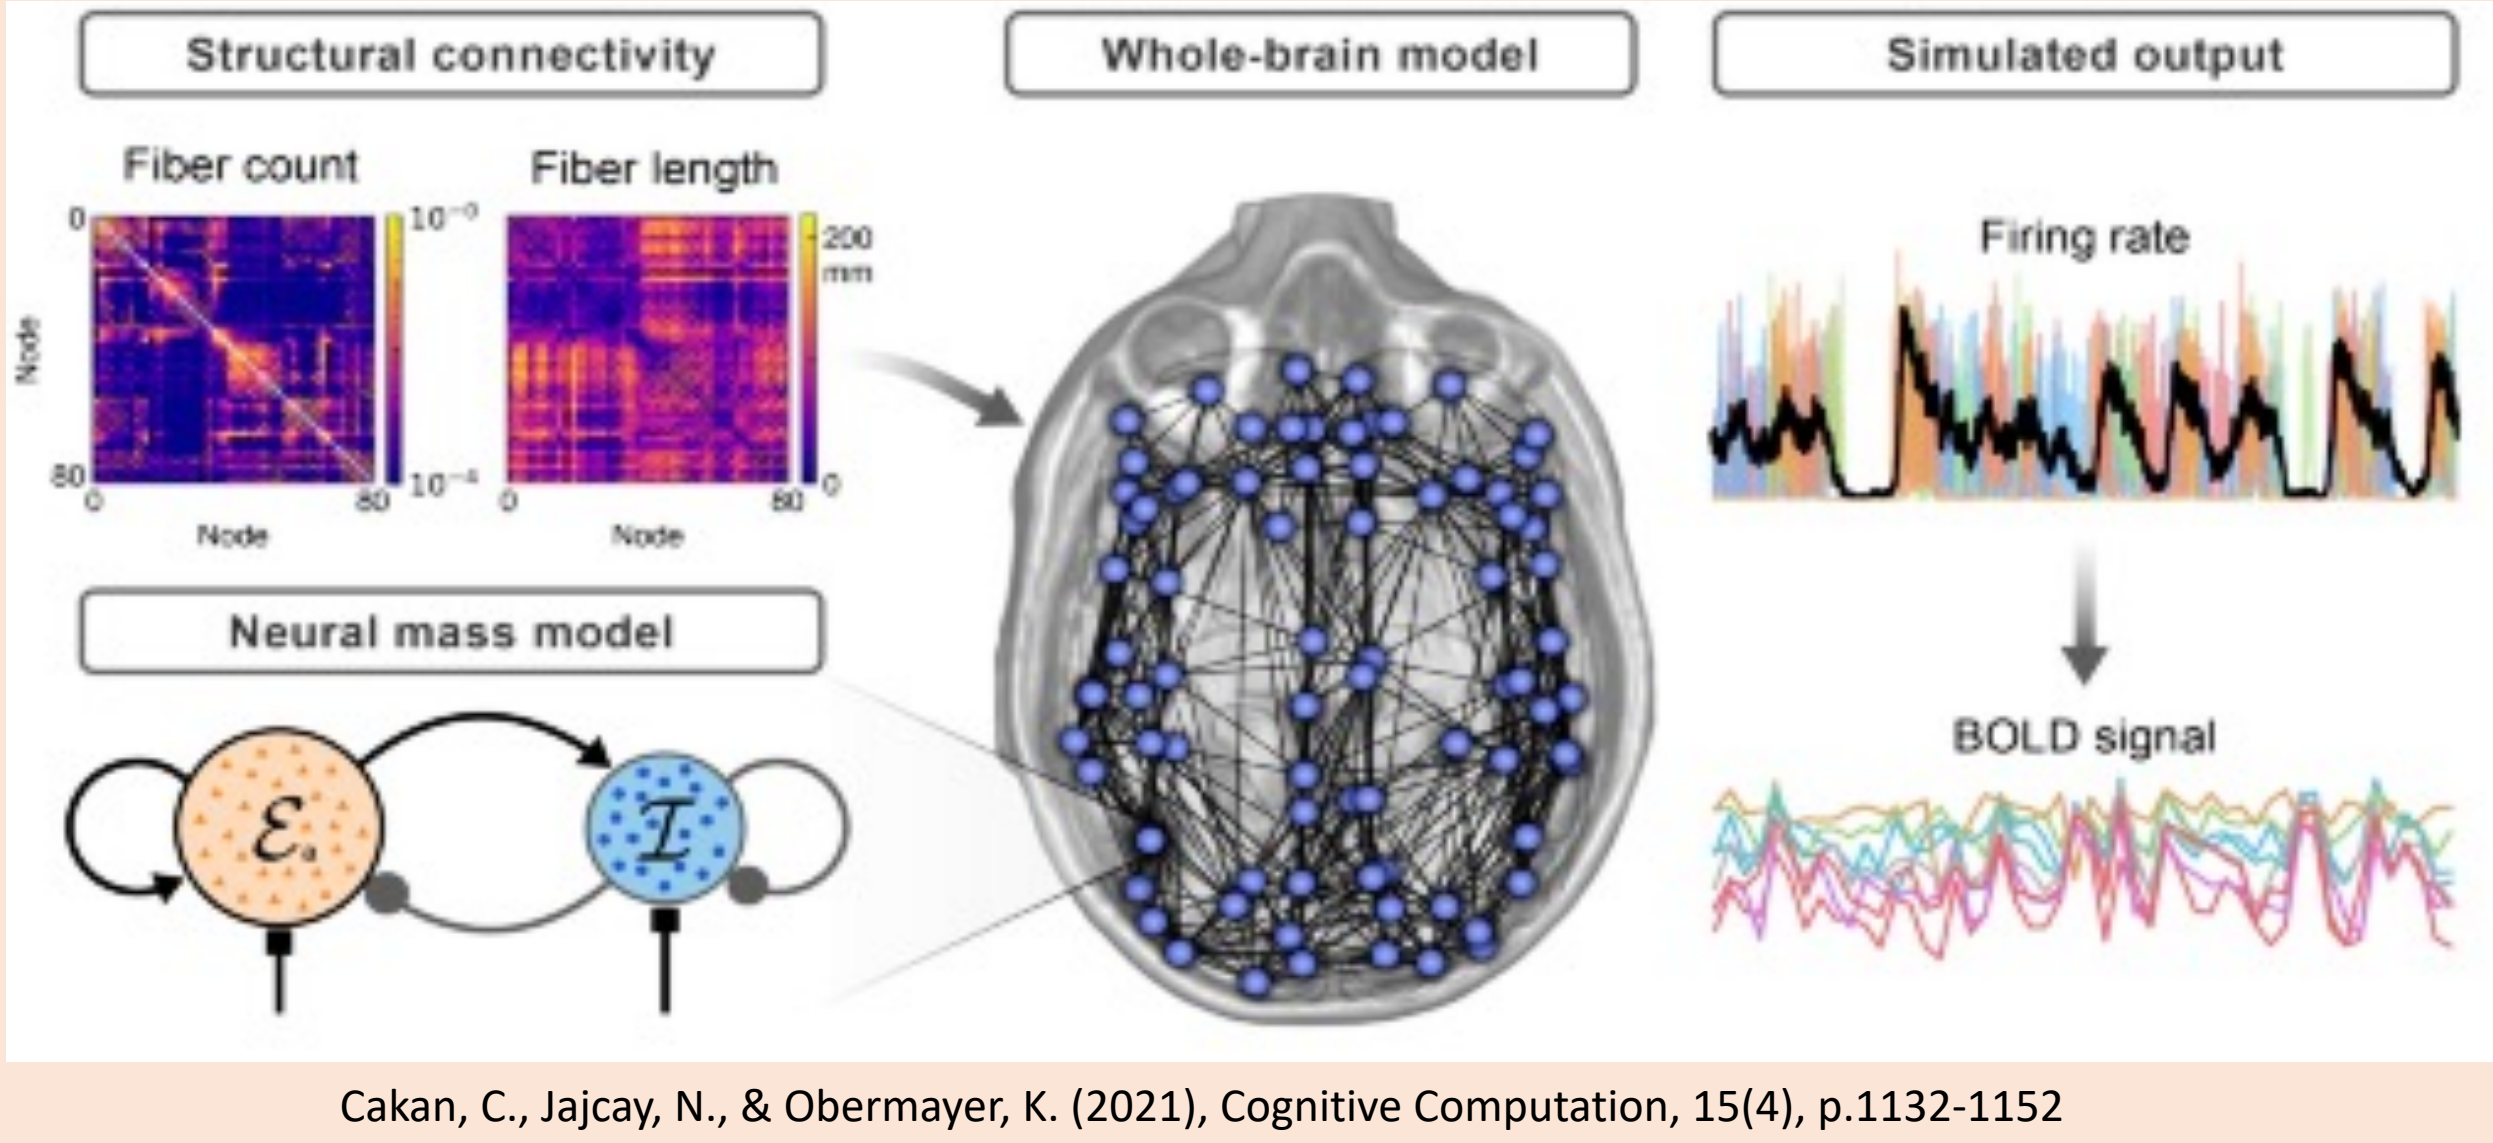 Structural connectivity
Fiber count
Fiber length
0
80
0
80
Node
Node
10⁻⁰
10⁻⁴
0
80
Node
200
mm
0
Neural mass model
ℰ
ℐ
Whole-brain model
Simulated output
Firing rate
BOLD signal
Cakan, C., Jajcay, N., & Obermayer, K. (2021), Cognitive Computation, 15(4), p.1132-1152